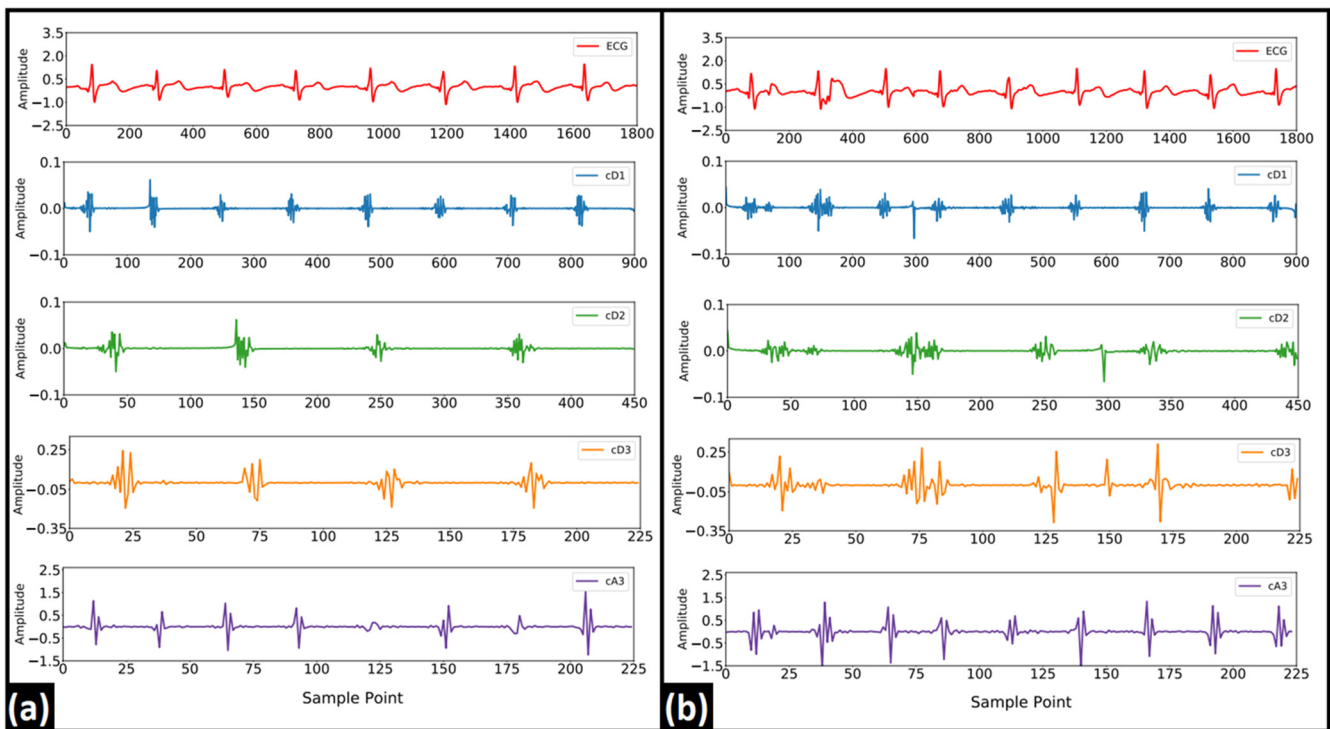 ECG
3.5
2.0
0.5
−1.0
−2.5
Amplitude
0 200 400 600 800 1000 1200 1400 1600 1800
cD1
0.1
0.0
−0.1
Amplitude
0 100 200 300 400 500 600 700 800 900
cD2
0.1
0.0
−0.1
Amplitude
0 50 100 150 200 250 300 350 400 450
cD3
0.25
−0.05
−0.35
Amplitude
0 25 50 75 100 125 150 175 200 225
cA3
2.5
1.5
0.5
−0.5
−1.5
Amplitude
0 25 50 75 100 125 150 175 200 225
Sample Point
(a)
ECG
3.5
2.0
0.5
−1.0
−2.5
Amplitude
0 200 400 600 800 1000 1200 1400 1600 1800
cD1
0.1
0.0
−0.1
Amplitude
0 100 200 300 400 500 600 700 800 900
cD2
0.1
0.0
−0.1
Amplitude
0 50 100 150 200 250 300 350 400 450
cD3
0.25
−0.05
−0.35
Amplitude
0 25 50 75 100 125 150 175 200 225
cA3
2.5
1.5
0.5
−0.5
−1.5
Amplitude
0 25 50 75 100 125 150 175 200 225
Sample Point
(b)